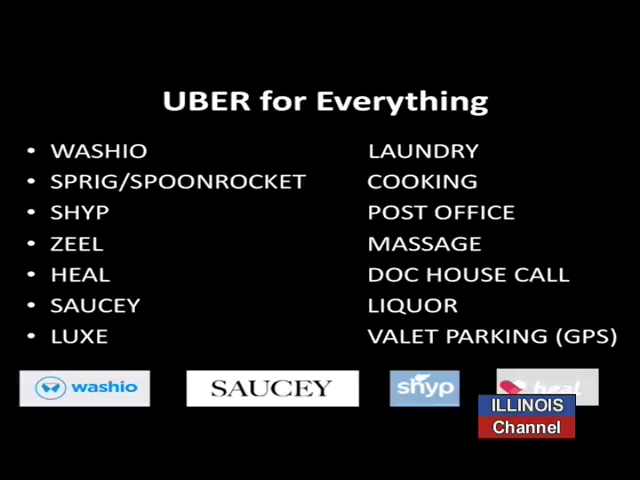 UBER for Everything
• WASHIO LAUNDRY
• SPRIG/SPOONROCKET COOKING
• SHYP POST OFFICE
• ZEEL MASSAGE
• HEAL DOC HOUSE CALL
• SAUCEY LIQUOR
• LUXE VALET PARKING (GPS)
washio SAUCEY shyp heal
ILLINOIS
Channel